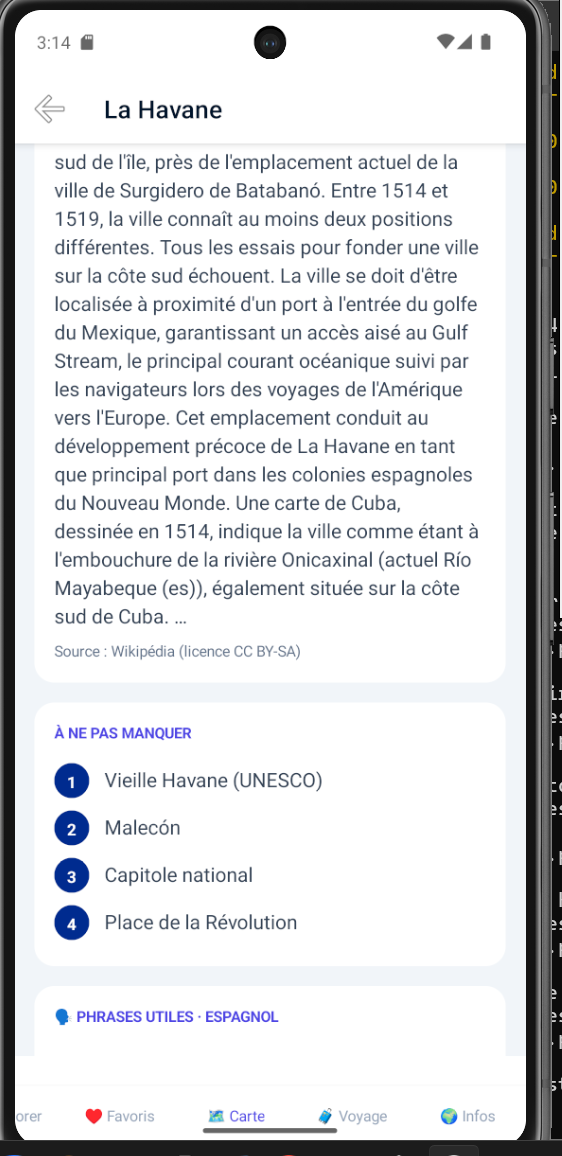 3:14
La Havane
sud de l'île, près de l'emplacement actuel de la
ville de Surgidero de Batabanó. Entre 1514 et
1519, la ville connaît au moins deux positions
différentes. Tous les essais pour fonder une ville
sur la côte sud échouent. La ville se doit d'être
localisée à proximité d'un port à l'entrée du golfe
du Mexique, garantissant un accès aisé au Gulf
Stream, le principal courant océanique suivi par
les navigateurs lors des voyages de l'Amérique
vers l'Europe. Cet emplacement conduit au
développement précoce de La Havane en tant
que principal port dans les colonies espagnoles
du Nouveau Monde. Une carte de Cuba,
dessinée en 1514, indique la ville comme étant à
l'embouchure de la rivière Onicaxinal (actuel Río
Mayabeque (es)), également située sur la côte
sud de Cuba. …
Source : Wikipédia (licence CC BY-SA)
À NE PAS MANQUER
1 Vieille Havane (UNESCO)
2 Malecón
3 Capitole national
4 Place de la Révolution
PHRASES UTILES · ESPAGNOL
orer Favoris Carte Voyage Infos